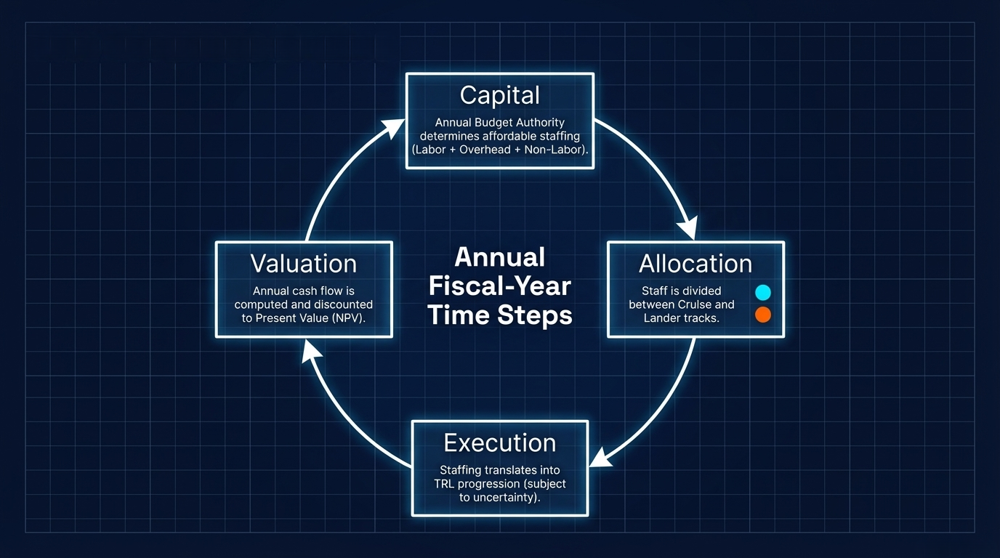 Capital
Annual Budget Authority
determines affordable staffing
(Labor + Overhead + Non-Labor).
Valuation
Annual cash flow is
computed and discounted
to Present Value (NPV).
Annual
Fiscal-Year
Time Steps
Allocation
Staff is divided
between Crulse and
Lander tracks.
Execution
Staffing translates into
TRL progression (subject
to uncertainty).